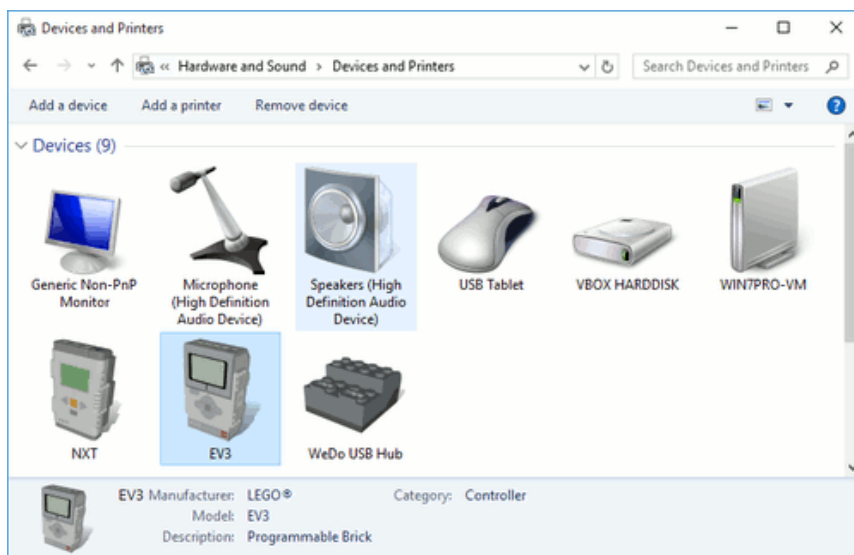 Devices and Printers
« Hardware and Sound > Devices and Printers
Search Devices and Printers
Add a device Add a printer Remove device
Devices (9)
Generic Non-PnP
Monitor
Microphone
(High Definition
Audio Device)
Speakers (High
Definition Audio
Device)
USB Tablet
VBOX HARDDISK
WIN7PRO-VM
NXT
EV3
WeDo USB Hub
EV3 Manufacturer: LEGO® Category: Controller
Model: EV3
Description: Programmable Brick